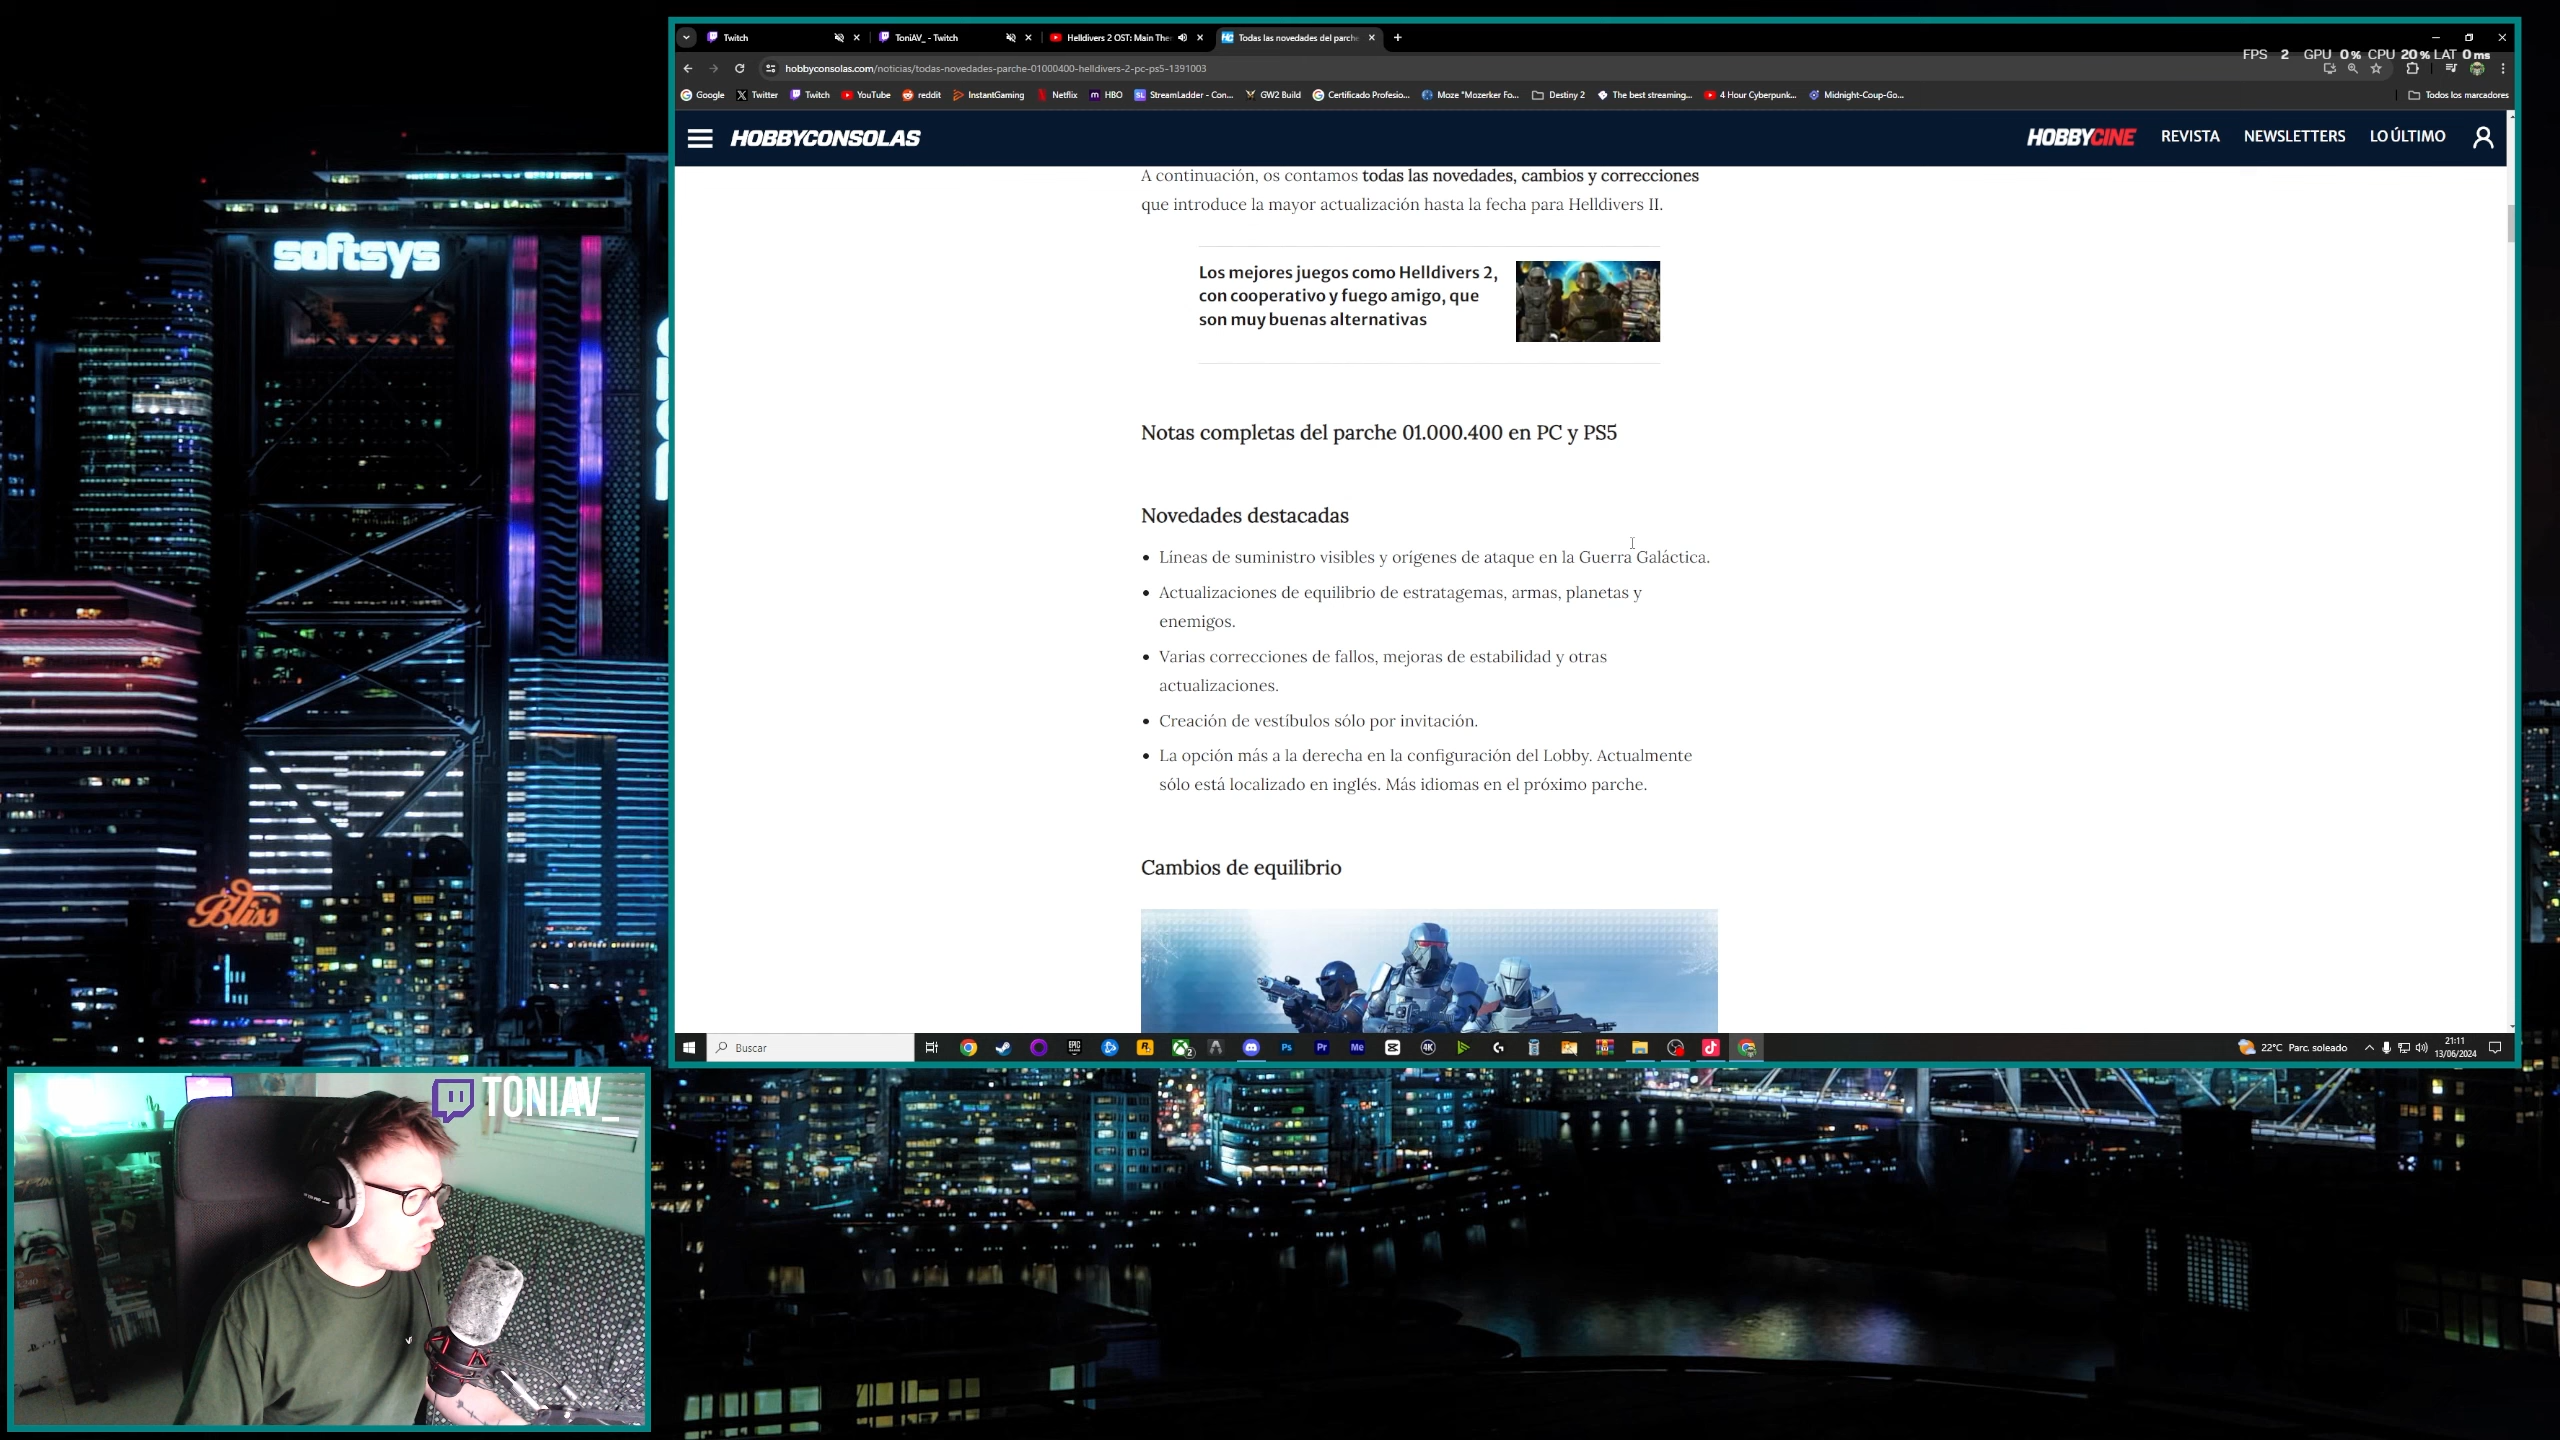 Twitch
ToniAV_ - Twitch
Helldivers 2 OST: Main The
Todas las novedades del parche
FPS 2 GPU 0 % CPU 20 % LAT 0 ms
hobbyconsolas.com/noticias/todas-novedades-parche-01000400-helldivers-2-pc-ps5-1391003
Google
Twitter
Twitch
YouTube
reddit
InstantGaming
Netflix
HBO
StreamLadder - Con...
GW2 Build
Certificado Profesio...
Moze "Mozerker Fo...
Destiny 2
The best streaming...
4 Hour Cyberpunk...
Midnight-Coup-Go...
Todos los marcadores
HOBBYCONSOLAS
HOBBYCINE
REVISTA
NEWSLETTERS
LO ÚLTIMO
A continuación, os contamos todas las novedades, cambios y correcciones
que introduce la mayor actualización hasta la fecha para Helldivers II.
Los mejores juegos como Helldivers 2,
con cooperativo y fuego amigo, que
son muy buenas alternativas
Notas completas del parche 01.000.400 en PC y PS5
Novedades destacadas
• Líneas de suministro visibles y orígenes de ataque en la Guerra Galáctica.
• Actualizaciones de equilibrio de estratagemas, armas, planetas y
enemigos.
• Varias correcciones de fallos, mejoras de estabilidad y otras
actualizaciones.
• Creación de vestíbulos sólo por invitación.
• La opción más a la derecha en la configuración del Lobby. Actualmente
sólo está localizado en inglés. Más idiomas en el próximo parche.
Cambios de equilibrio
Buscar
22°C Parc. soleado
21:11
13/06/2024
softsys
Bliss
TONIAV_